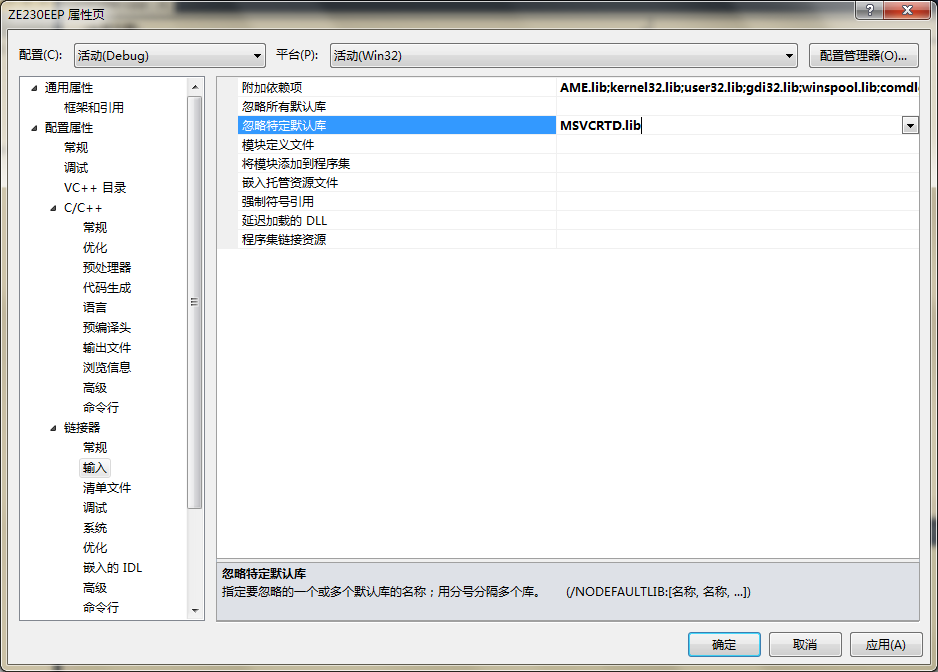 ZE230EEP 属性页
配置(C): 活动(Debug) 平台(P): 活动(Win32) 配置管理器(O)...
通用属性
框架和引用
配置属性
常规
调试
VC++ 目录
C/C++
常规
优化
预处理器
代码生成
语言
预编译头
输出文件
浏览信息
高级
命令行
链接器
常规
输入
清单文件
调试
系统
优化
嵌入的 IDL
高级
命令行
附加依赖项 AME.lib;kernel32.lib;user32.lib;gdi32.lib;winspool.lib;comdl
忽略所有默认库
忽略特定默认库 MSVCRTD.lib
模块定义文件
将模块添加到程序集
嵌入托管资源文件
强制符号引用
延迟加载的 DLL
程序集链接资源
忽略特定默认库
指定要忽略的一个或多个默认库的名称；用分号分隔多个库。 (/NODEFAULTLIB:[名称, 名称, ...])
确定 取消 应用(A)